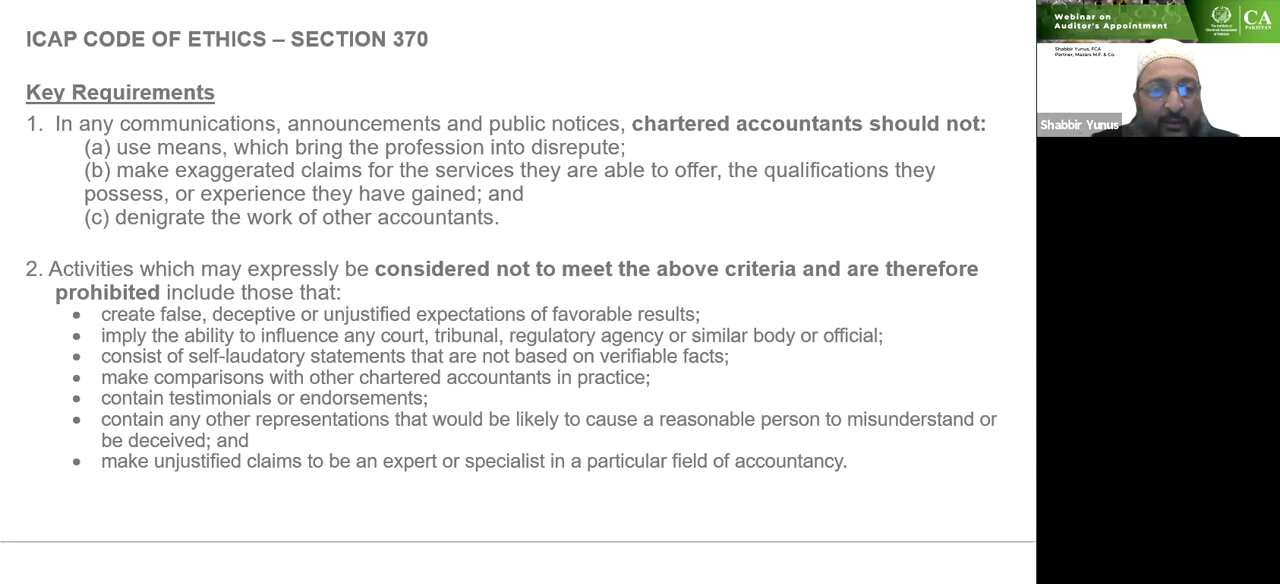 ICAP CODE OF ETHICS – SECTION 370
Key Requirements
1. In any communications, announcements and public notices, chartered accountants should not:
(a) use means, which bring the profession into disrepute;
(b) make exaggerated claims for the services they are able to offer, the qualifications they
possess, or experience they have gained; and
(c) denigrate the work of other accountants.
2. Activities which may expressly be considered not to meet the above criteria and are therefore
prohibited include those that:
• create false, deceptive or unjustified expectations of favorable results;
• imply the ability to influence any court, tribunal, regulatory agency or similar body or official;
• consist of self-laudatory statements that are not based on verifiable facts;
• make comparisons with other chartered accountants in practice;
• contain testimonials or endorsements;
• contain any other representations that would be likely to cause a reasonable person to misunderstand or
be deceived; and
• make unjustified claims to be an expert or specialist in a particular field of accountancy.
Webinar on
Auditor's Appointment
CA
PAKISTAN
Shabbir Yunus, FCA
Partner, Mazars M.F. & Co.
Shabbir Yunus